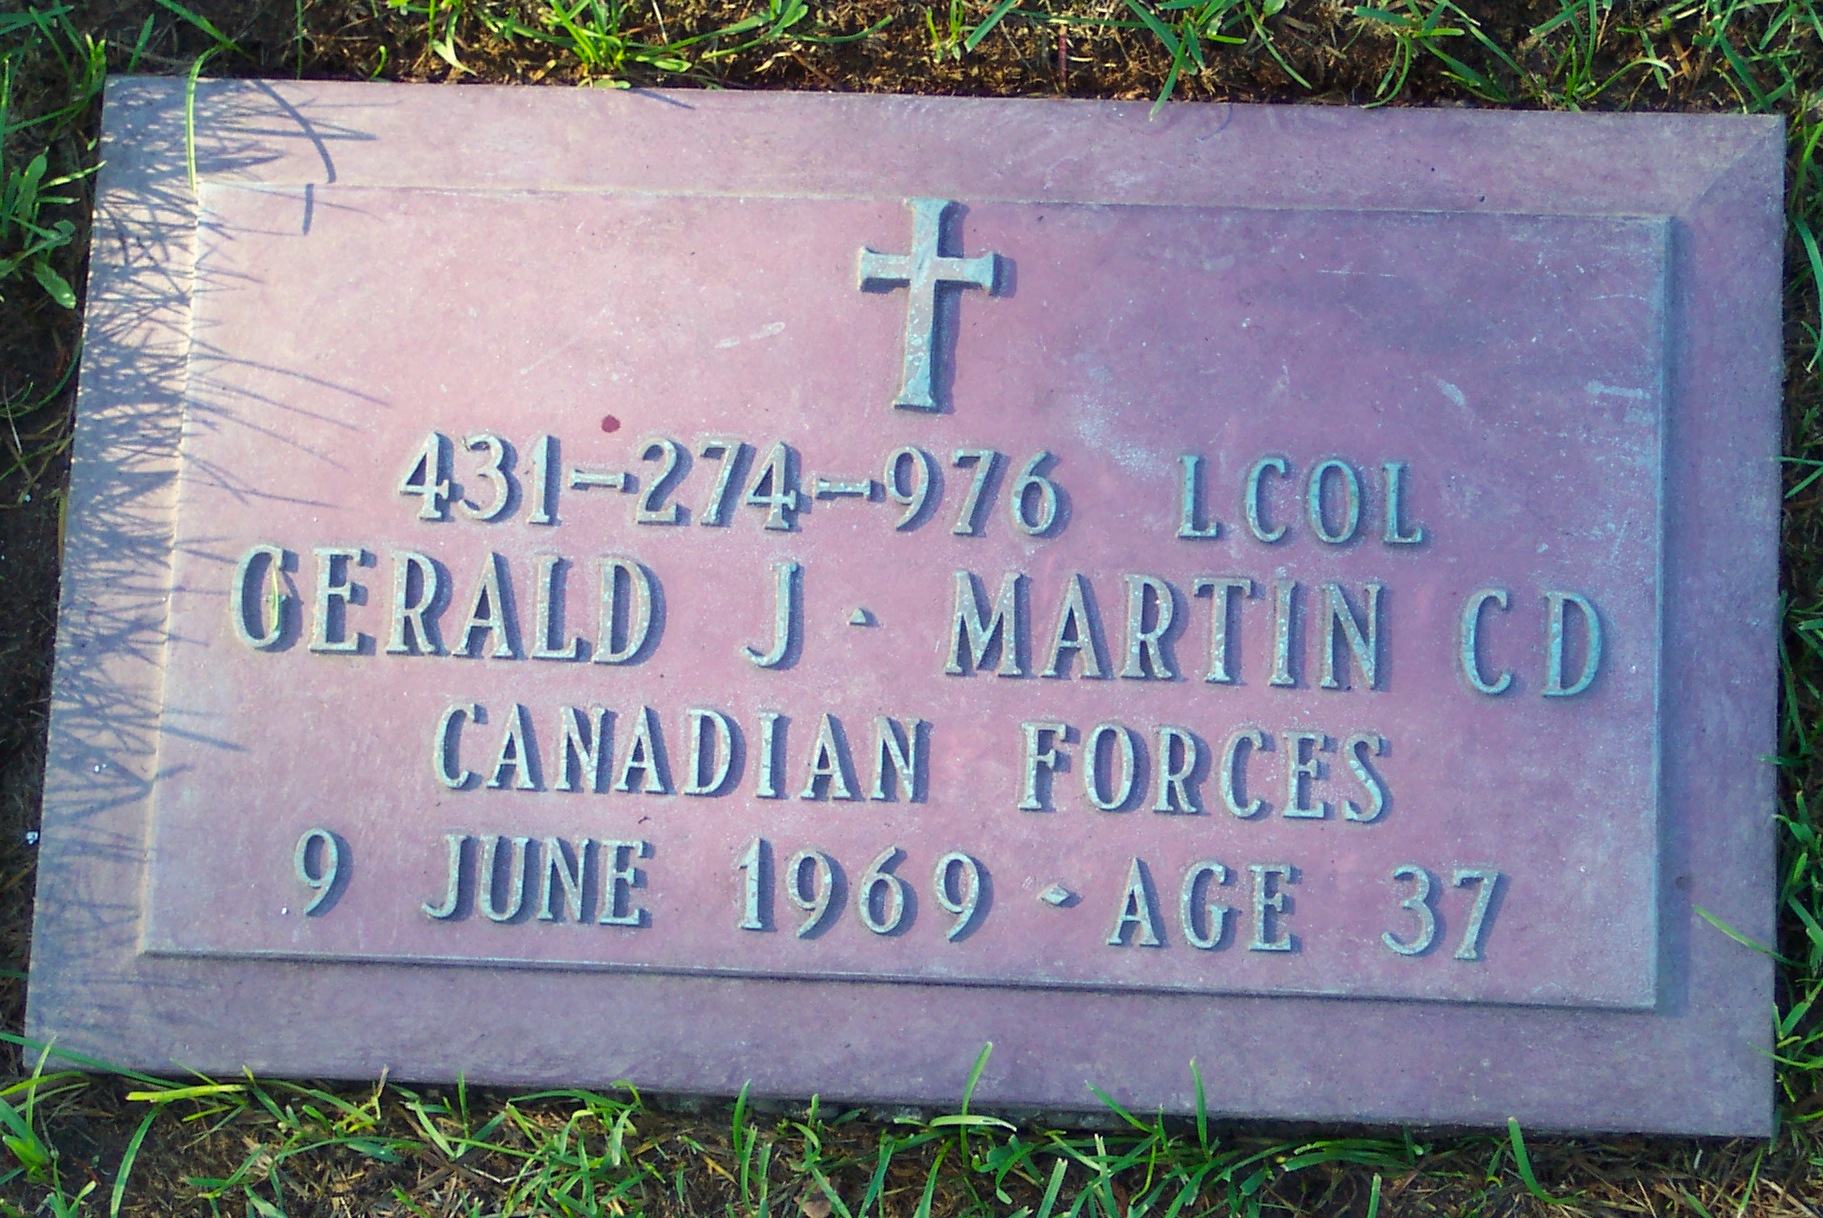 431-274-976 LCOL
GERALD J. MARTIN CD
CANADIAN FORCES
9 JUNE 1969 · AGE 37